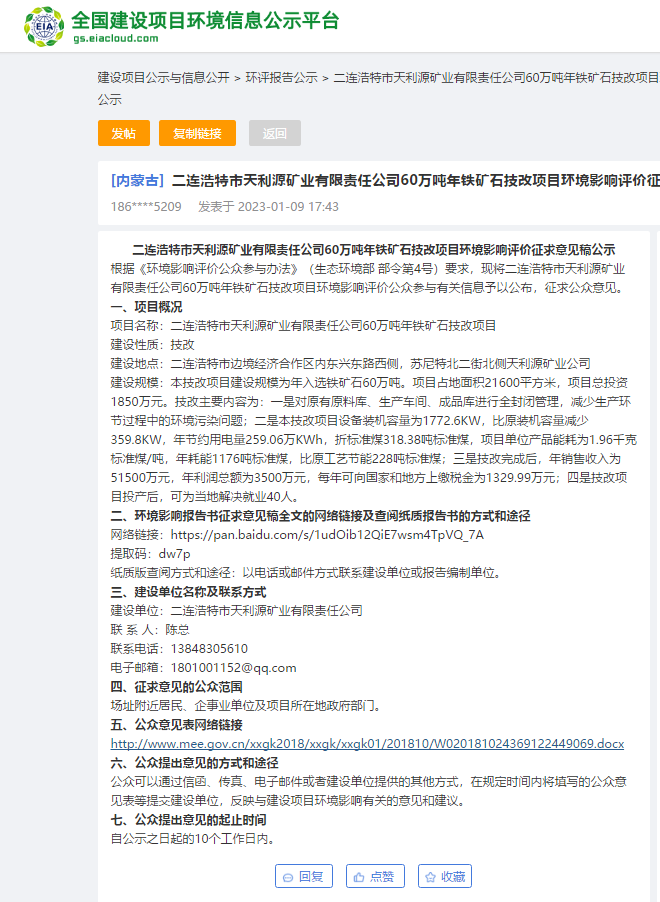 EIA
全国建设项目环境信息公示平台
gs.eiacloud.com
建设项目公示与信息公开 > 环评报告公示 > 二连浩特市天利源矿业有限责任公司60万吨年铁矿石技改项目
公示
发帖 复制链接 返回
[内蒙古] 二连浩特市天利源矿业有限责任公司60万吨年铁矿石技改项目环境影响评价征
186****5209 发表于 2023-01-09 17:43
二连浩特市天利源矿业有限责任公司60万吨年铁矿石技改项目环境影响评价征求意见稿公示
根据《环境影响评价公众参与办法》（生态环境部 部令第4号）要求，现将二连浩特市天利源矿业
有限责任公司60万吨年铁矿石技改项目环境影响评价公众参与有关信息予以公布，征求公众意见。
一、项目概况
项目名称：二连浩特市天利源矿业有限责任公司60万吨年铁矿石技改项目
建设性质：技改
建设地点：二连浩特市边境经济合作区内东兴东路西侧，苏尼特北二街北侧天利源矿业公司
建设规模：本技改项目建设规模为年入选铁矿石60万吨。项目占地面积21600平方米，项目总投资
1850万元。技改主要内容为：一是对原有原料库、生产车间、成品库进行全封闭管理，减少生产环
节过程中的环境污染问题；二是本技改项目设备装机容量为1772.6KW，比原装机容量减少
359.8KW，年节约用电量259.06万KWh，折标准煤318.38吨标准煤，项目单位产品能耗为1.96千克
标准煤/吨，年耗能1176吨标准煤，比原工艺节能228吨标准煤；三是技改完成后，年销售收入为
51500万元，年利润总额为3500万元，每年可向国家和地方上缴税金为1329.99万元；四是技改项
目投产后，可为当地解决就业40人。
二、环境影响报告书征求意见稿全文的网络链接及查阅纸质报告书的方式和途径
网络链接：https://pan.baidu.com/s/1udOib12QiE7wsm4TpVQ_7A
提取码：dw7p
纸质版查阅方式和途径：以电话或邮件方式联系建设单位或报告编制单位。
三、建设单位名称及联系方式
建设单位：二连浩特市天利源矿业有限责任公司
联 系 人：陈总
联系电话：13848305610
电子邮箱：1801001152@qq.com
四、征求意见的公众范围
场址附近居民、企事业单位及项目所在地政府部门。
五、公众意见表网络链接
http://www.mee.gov.cn/xxgk2018/xxgk/xxgk01/201810/W020181024369122449069.docx
六、公众提出意见的方式和途径
公众可以通过信函、传真、电子邮件或者建设单位提供的其他方式，在规定时间内将填写的公众意
见表等提交建设单位，反映与建设项目环境影响有关的意见和建议。
七、公众提出意见的起止时间
自公示之日起的10个工作日内。
回复 点赞 收藏